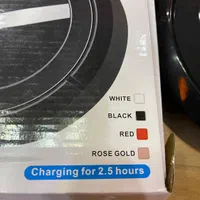 WHITE
BLACK
RED
ROSE GOLD
Charging for 2.5 hours